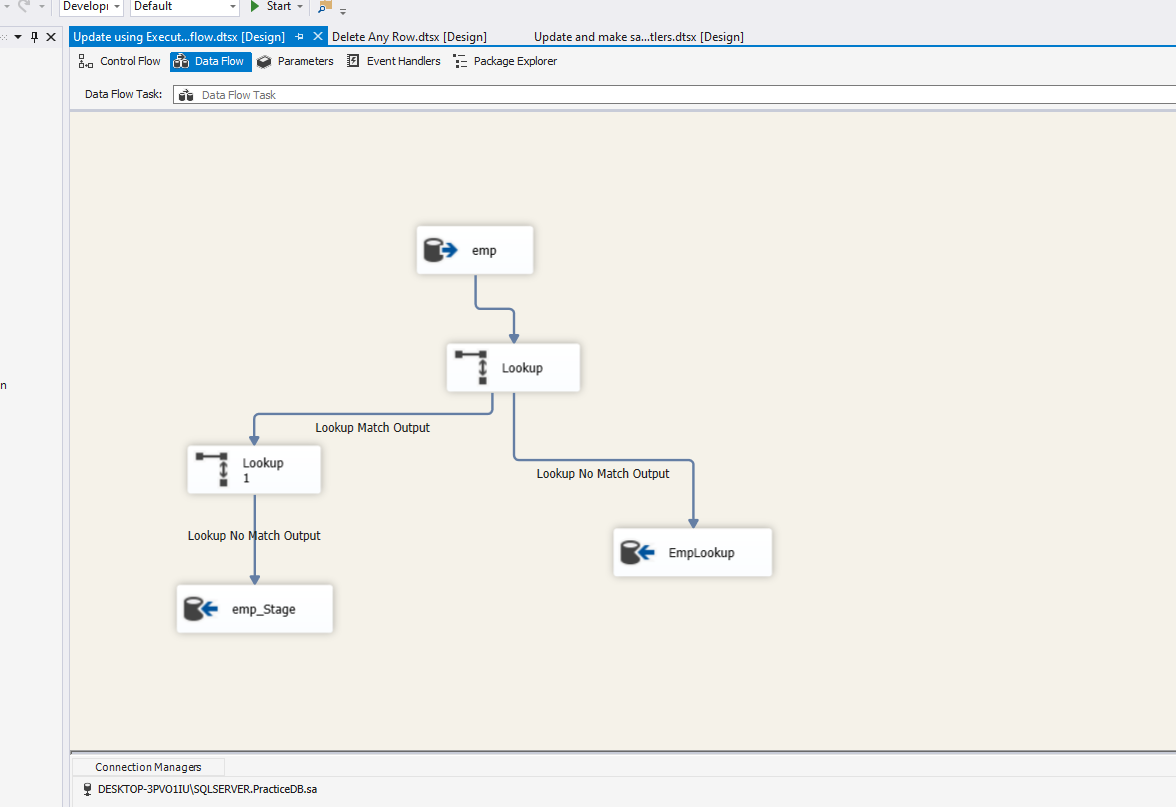 Developı Default Start
Update using Execut...flow.dtsx [Design] Delete Any Row.dtsx [Design] Update and make sa...tlers.dtsx [Design]
Control Flow Data Flow Parameters Event Handlers Package Explorer
Data Flow Task: Data Flow Task
emp
Lookup
Lookup Match Output
Lookup
1
Lookup No Match Output
Lookup No Match Output
EmpLookup
emp_Stage
n
Connection Managers
DESKTOP-3PVO1IU\SQLSERVER.PracticeDB.sa